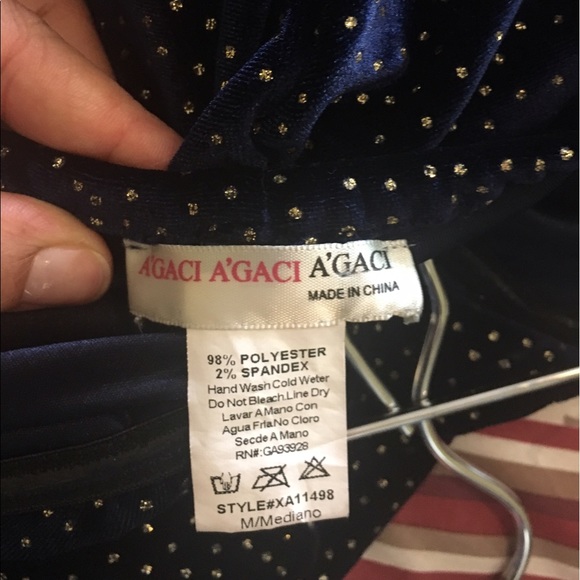 A'GACI A'GACI A'GACI
MADE IN CHINA
98% POLYESTER
2% SPANDEX
Hand Wash Cold Water
Do Not Bleach.Line Dry
Lavar A Mano Con
Agua FrIa No Cloro
Secde A Mano
RN#:GA93928
STYLE#XA11498
M/Mediano